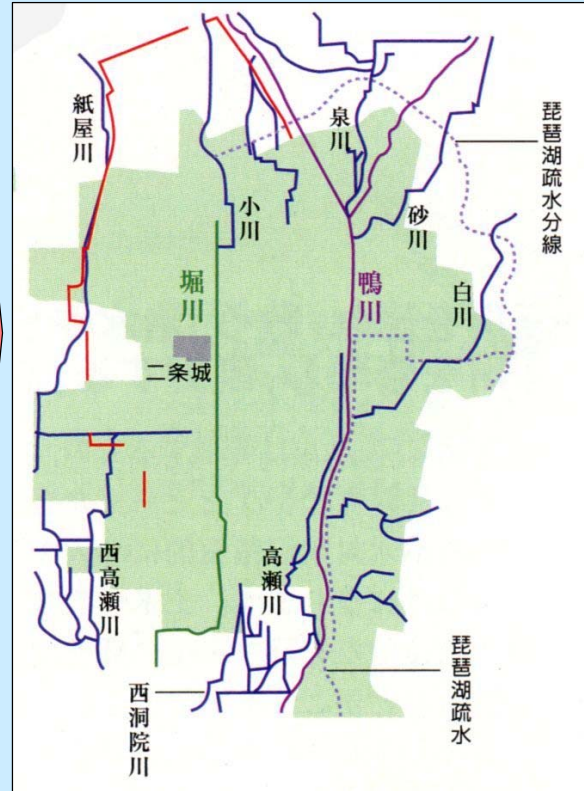 紙屋川
泉川
琵琶湖疏水分線
小川
砂川
堀川
鴨川
白川
二条城
西高瀬川
高瀬川
西洞院川
琵琶湖疏水